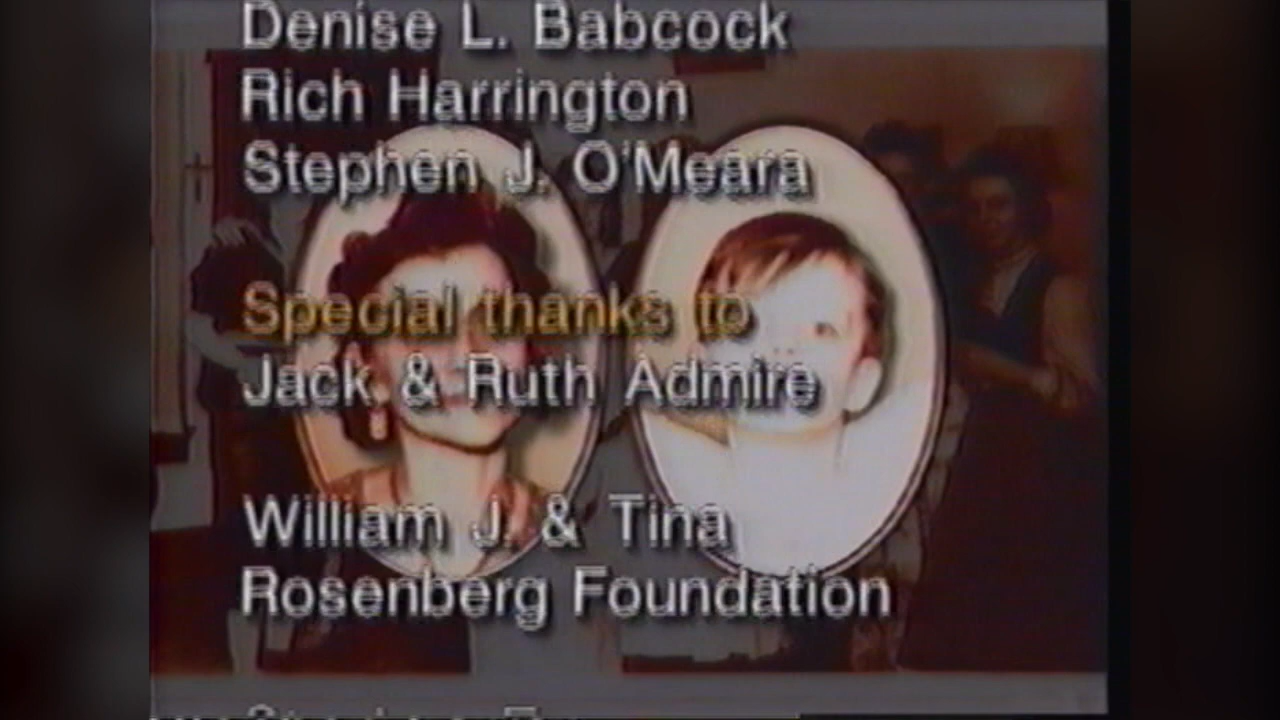 Denise L. Babcock
Rich Harrington
Stephen J. O'Meara
Special thanks to
Jack & Ruth Admire
William J. & Tina
Rosenberg Foundation